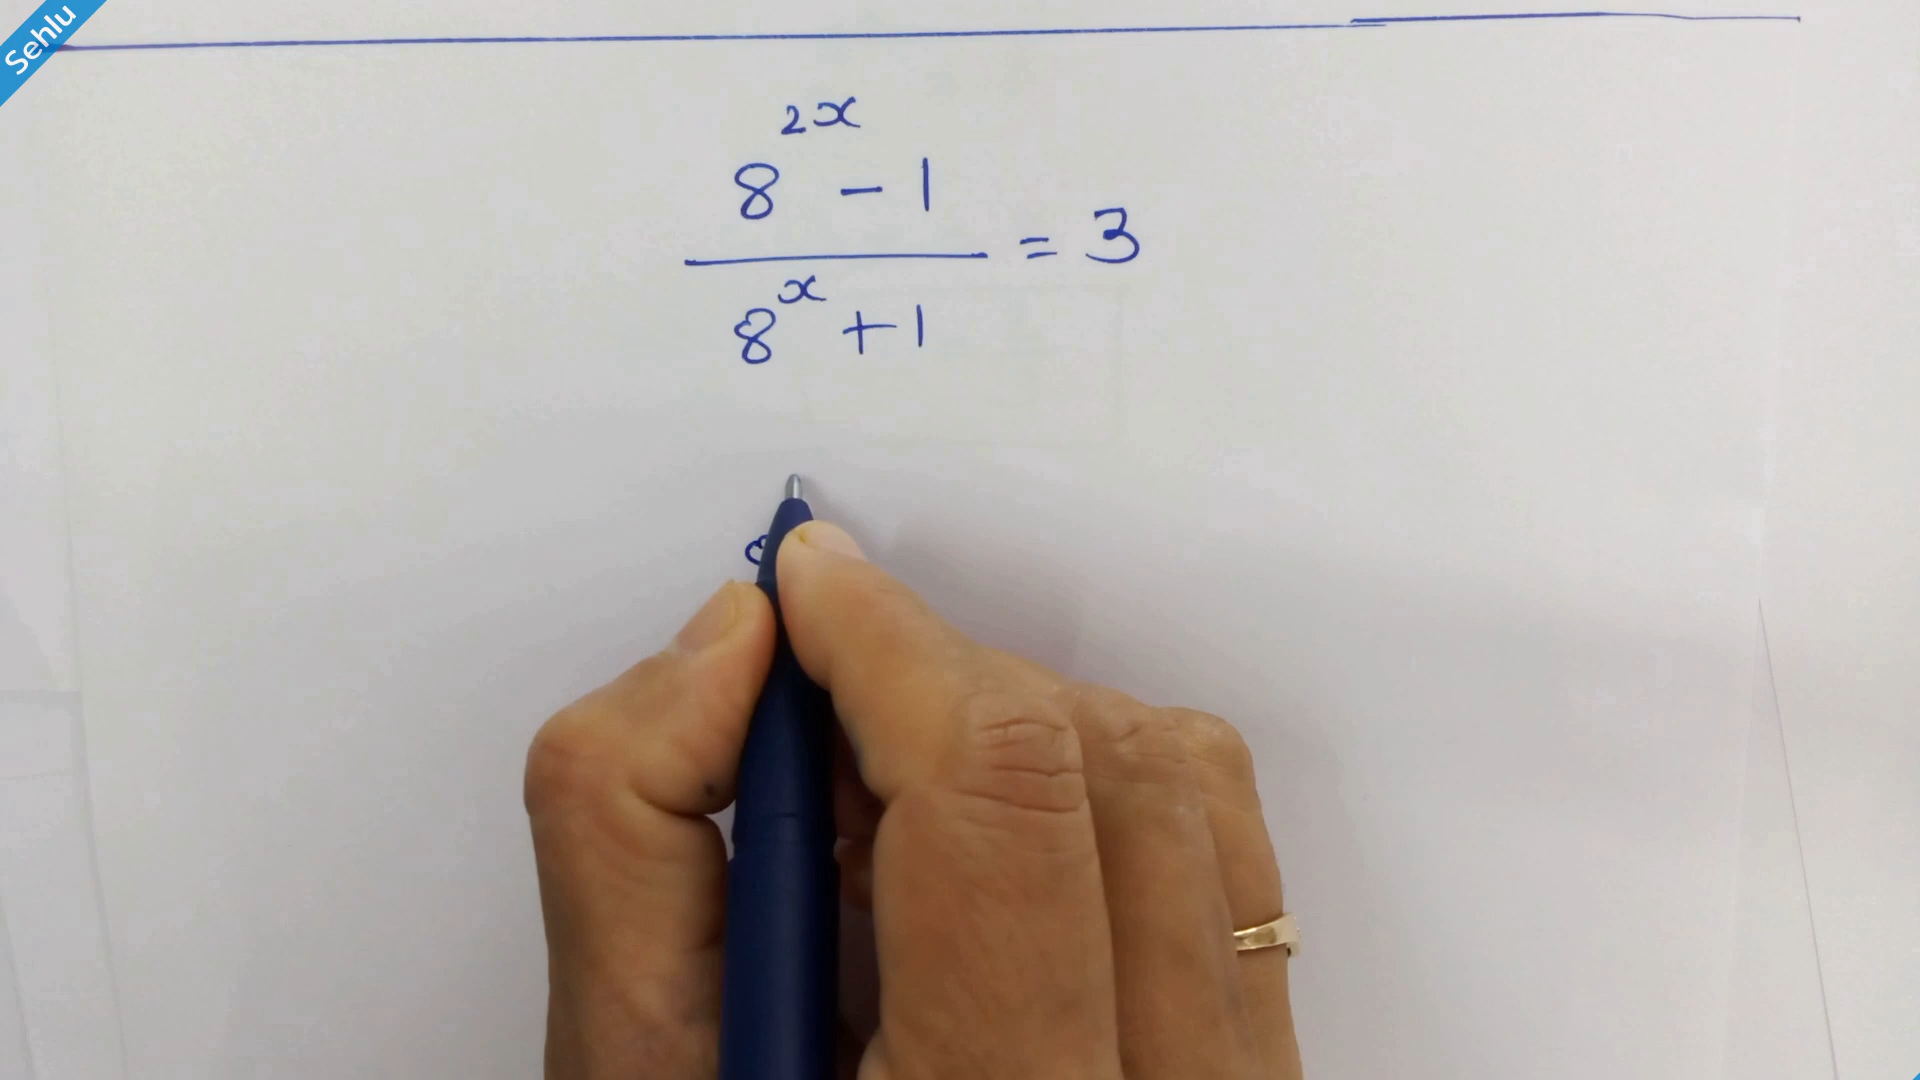 Sehlu
8^{2x} - 1
8^x + 1
= 3